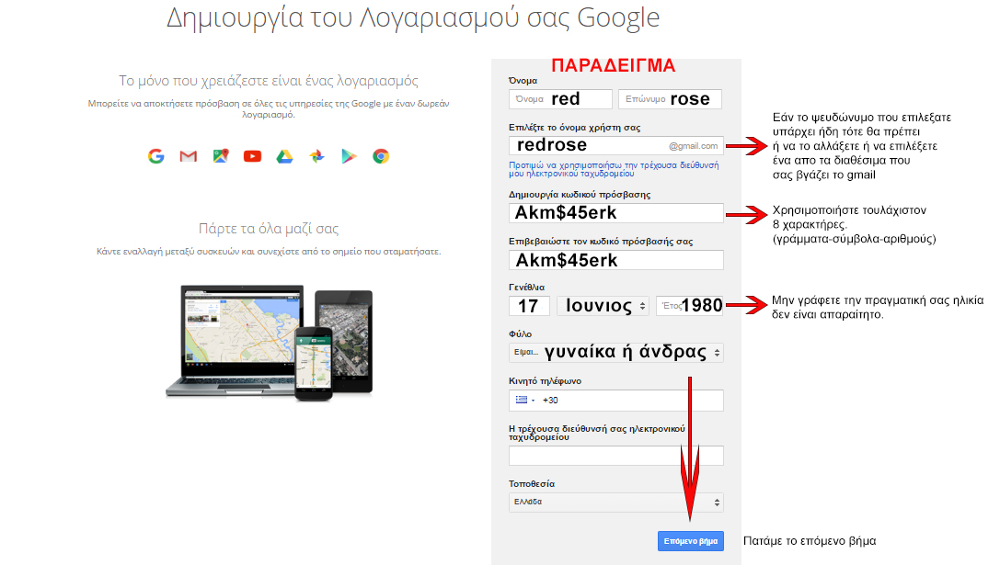 Δημιουργία του Λογαριασμού σας Google
Το μόνο που χρειάζεστε είναι ένας λογαριασμός
Μπορείτε να αποκτήσετε πρόσβαση σε όλες τις υπηρεσίες της Google με έναν δωρεάν
λογαριασμό.
Πάρτε τα όλα μαζί σας
Κάντε εναλλαγή μεταξύ συσκευών και συνεχίστε από το σημείο που σταματήσατε.
ΠΑΡΑΔΕΙΓΜΑ
Όνομα
Όνομα red Επώνυμο rose
Επιλέξτε το όνομα χρήστη σας
redrose @gmail.com
Προτιμώ να χρησιμοποιήσω την τρέχουσα διεύθυνσή
μου ηλεκτρονικού ταχυδρομείου
Εάν το ψευδώνυμο που επιλεξατε
υπάρχει ήδη τότε θα πρέπει
ή να το αλλάξετε ή να επιλέξετε
ένα απο τα διαθέσιμα που
σας βγάζει το gmail
Δημιουργία κωδικού πρόσβασης
Akm$45erk
Χρησιμοποιήστε τουλάχιστον
8 χαρακτήρες.
(γράμματα-σύμβολα-αριθμούς)
Επιβεβαιώστε τον κωδικό πρόσβασής σας
Akm$45erk
Γενέθλια
17 Ιουνιος Έτος 1980
Μην γράφετε την πραγματική σας ηλικία
δεν είναι απαραίτητο.
Φύλο
Είμαι... γυναίκα ή άνδρας
Κινητό τηλέφωνο
+30
Η τρέχουσα διεύθυνσή σας ηλεκτρονικού
ταχυδρομείου
Τοποθεσία
Ελλάδα
Επόμενο βήμα
Πατάμε το επόμενο βήμα